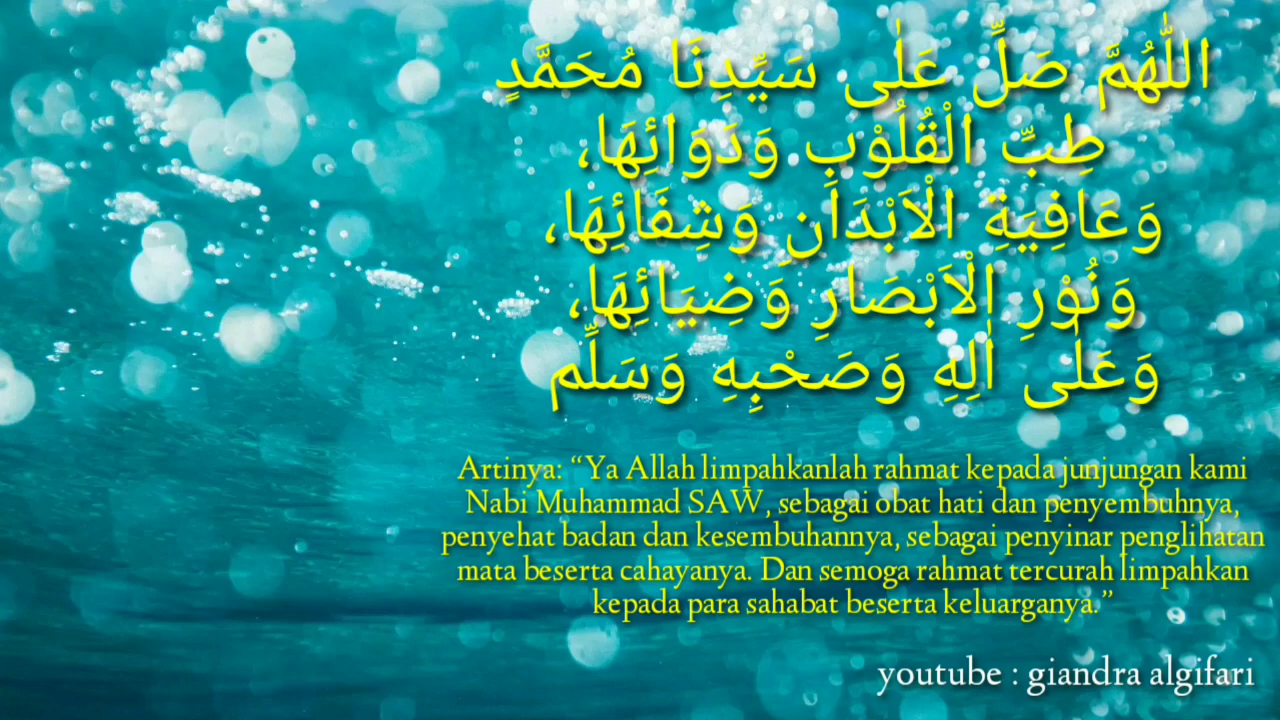 اللّٰهُمَّ صَلِّ عَلٰى سَيِّدِنَا مُحَمَّدٍ
طِبِّ الْقُلُوْبِ وَدَوَائِهَا،
وَعَافِيَةِ الْاَبْدَانِ وَشِفَائِهَا،
وَنُوْرِ الْاَبْصَارِ وَضِيَائِهَا،
وَعَلٰى اٰلِهِ وَصَحْبِهِ وَسَلِّم
Artinya: “Ya Allah limpahkanlah rahmat kepada junjungan kami
Nabi Muhammad SAW, sebagai obat hati dan penyembuhnya,
penyehat badan dan kesembuhannya, sebagai penyinar penglihatan
mata beserta cahayanya. Dan semoga rahmat tercurah limpahkan
kepada para sahabat beserta keluarganya.”
youtube : giandra algifari